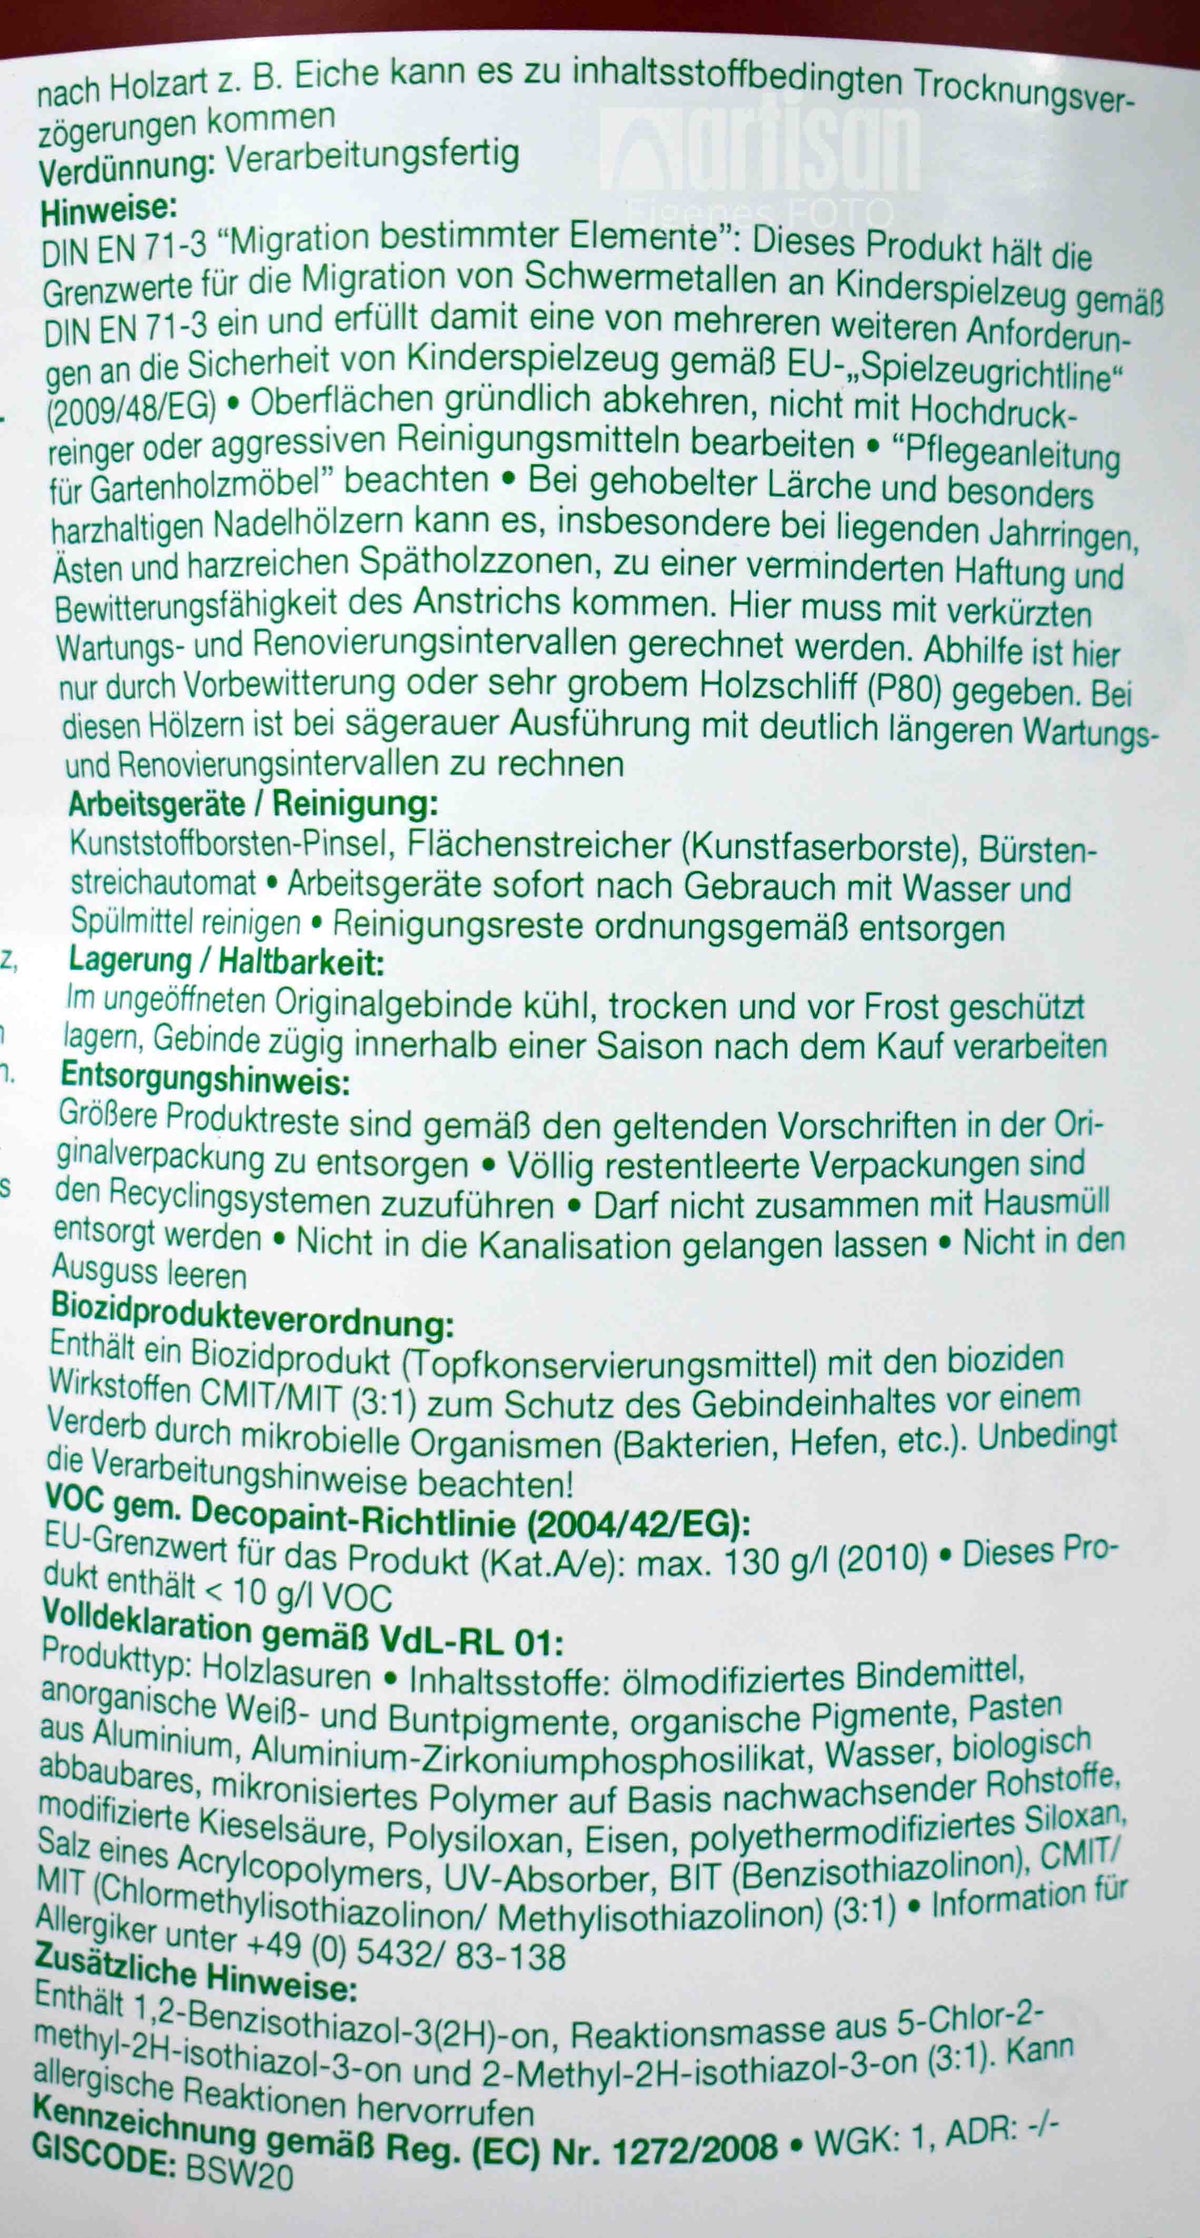 nach Holzart z. B. Eiche kann es zu inhaltsstoffbedingten Trocknungsver-
zögerungen kommen
Verdünnung: Verarbeitungsfertig
artisan
Eigenes FOTO
Hinweise:
DIN EN 71-3 “Migration bestimmter Elemente”: Dieses Produkt hält die
Grenzwerte für die Migration von Schwermetallen an Kinderspielzeug gemäß
DIN EN 71-3 ein und erfüllt damit eine von mehreren weiteren Anforderun-
gen an die Sicherheit von Kinderspielzeug gemäß EU-„Spielzeugrichtline“
(2009/48/EG) • Oberflächen gründlich abkehren, nicht mit Hochdruck-
reinger oder aggressiven Reinigungsmitteln bearbeiten • “Pflegeanleitung
für Gartenholzmöbel” beachten • Bei gehobelter Lärche und besonders
harzhaltigen Nadelhölzern kann es, insbesondere bei liegenden Jahrringen,
Ästen und harzreichen Spätholzzonen, zu einer verminderten Haftung und
Bewitterungsfähigkeit des Anstrichs kommen. Hier muss mit verkürzten
Wartungs- und Renovierungsintervallen gerechnet werden. Abhilfe ist hier
nur durch Vorbewitterung oder sehr grobem Holzschliff (P80) gegeben. Bei
diesen Hölzern ist bei sägerauer Ausführung mit deutlich längeren Wartungs-
und Renovierungsintervallen zu rechnen
Arbeitsgeräte / Reinigung:
Kunststoffborsten-Pinsel, Flächenstreicher (Kunstfaserborste), Bürsten-
streichautomat • Arbeitsgeräte sofort nach Gebrauch mit Wasser und
Spülmittel reinigen • Reinigungsreste ordnungsgemäß entsorgen
Lagerung / Haltbarkeit:
Im ungeöffneten Originalgebinde kühl, trocken und vor Frost geschützt
lagern, Gebinde zügig innerhalb einer Saison nach dem Kauf verarbeiten
Entsorgungshinweis:
Größere Produktreste sind gemäß den geltenden Vorschriften in der Ori-
ginalverpackung zu entsorgen • Völlig restentleerte Verpackungen sind
den Recyclingsystemen zuzuführen • Darf nicht zusammen mit Hausmüll
entsorgt werden • Nicht in die Kanalisation gelangen lassen • Nicht in den
Ausguss leeren
Biozidprodukteverordnung:
Enthält ein Biozidprodukt (Topfkonservierungsmittel) mit den bioziden
Wirkstoffen CMIT/MIT (3:1) zum Schutz des Gebindeinhaltes vor einem
Verderb durch mikrobielle Organismen (Bakterien, Hefen, etc.). Unbedingt
die Verarbeitungshinweise beachten!
VOC gem. Decopaint-Richtlinie (2004/42/EG):
EU-Grenzwert für das Produkt (Kat.A/e): max. 130 g/l (2010) • Dieses Pro-
dukt enthält < 10 g/l VOC
Volldeklaration gemäß VdL-RL 01:
Produkttyp: Holzlasuren • Inhaltsstoffe: ölmodifiziertes Bindemittel,
anorganische Weiß- und Buntpigmente, organische Pigmente, Pasten
aus Aluminium, Aluminium-Zirkoniumphosphosilikat, Wasser, biologisch
abbaubares, mikronisiertes Polymer auf Basis nachwachsender Rohstoffe,
modifizierte Kieselsäure, Polysiloxan, Eisen, polyethermodifiziertes Siloxan,
Salz eines Acrylcopolymers, UV-Absorber, BIT (Benzisothiazolinon), CMIT/
MIT (Chlormethylisothiazolinon/ Methylisothiazolinon) (3:1) • Information für
Allergiker unter +49 (0) 5432/ 83-138
Zusätzliche Hinweise:
Enthält 1,2-Benzisothiazol-3(2H)-on, Reaktionsmasse aus 5-Chlor-2-
methyl-2H-isothiazol-3-on und 2-Methyl-2H-isothiazol-3-on (3:1). Kann
allergische Reaktionen hervorrufen
Kennzeichnung gemäß Reg. (EC) Nr. 1272/2008 • WGK: 1, ADR: -/-
GISCODE: BSW20